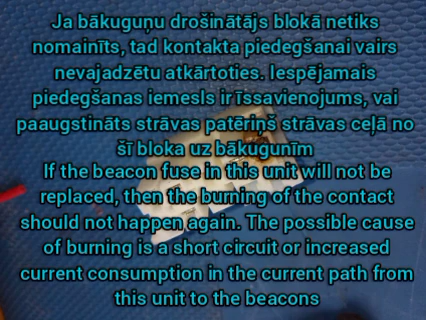 Ja bākuguņu drošinātājs blokā netiks
nomainīts, tad kontakta piedegšanai vairs
nevajadzētu atkārtoties. Iespējamais
piedegšanas iemesls ir īssavienojums, vai
paaugstināts strāvas patēriņš strāvas ceļā no
šī bloka uz bākugunīm
If the beacon fuse in this unit will not be
replaced, then the burning of the contact
should not happen again. The possible cause
of burning is a short circuit or increased
current consumption in the current path from
this unit to the beacons